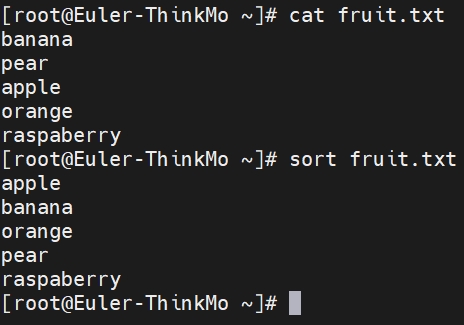 [root@Euler-ThinkMo ~]# cat fruit.txt
banana
pear
apple
orange
raspaberry
[root@Euler-ThinkMo ~]# sort fruit.txt
apple
banana
orange
pear
raspaberry
[root@Euler-ThinkMo ~]#